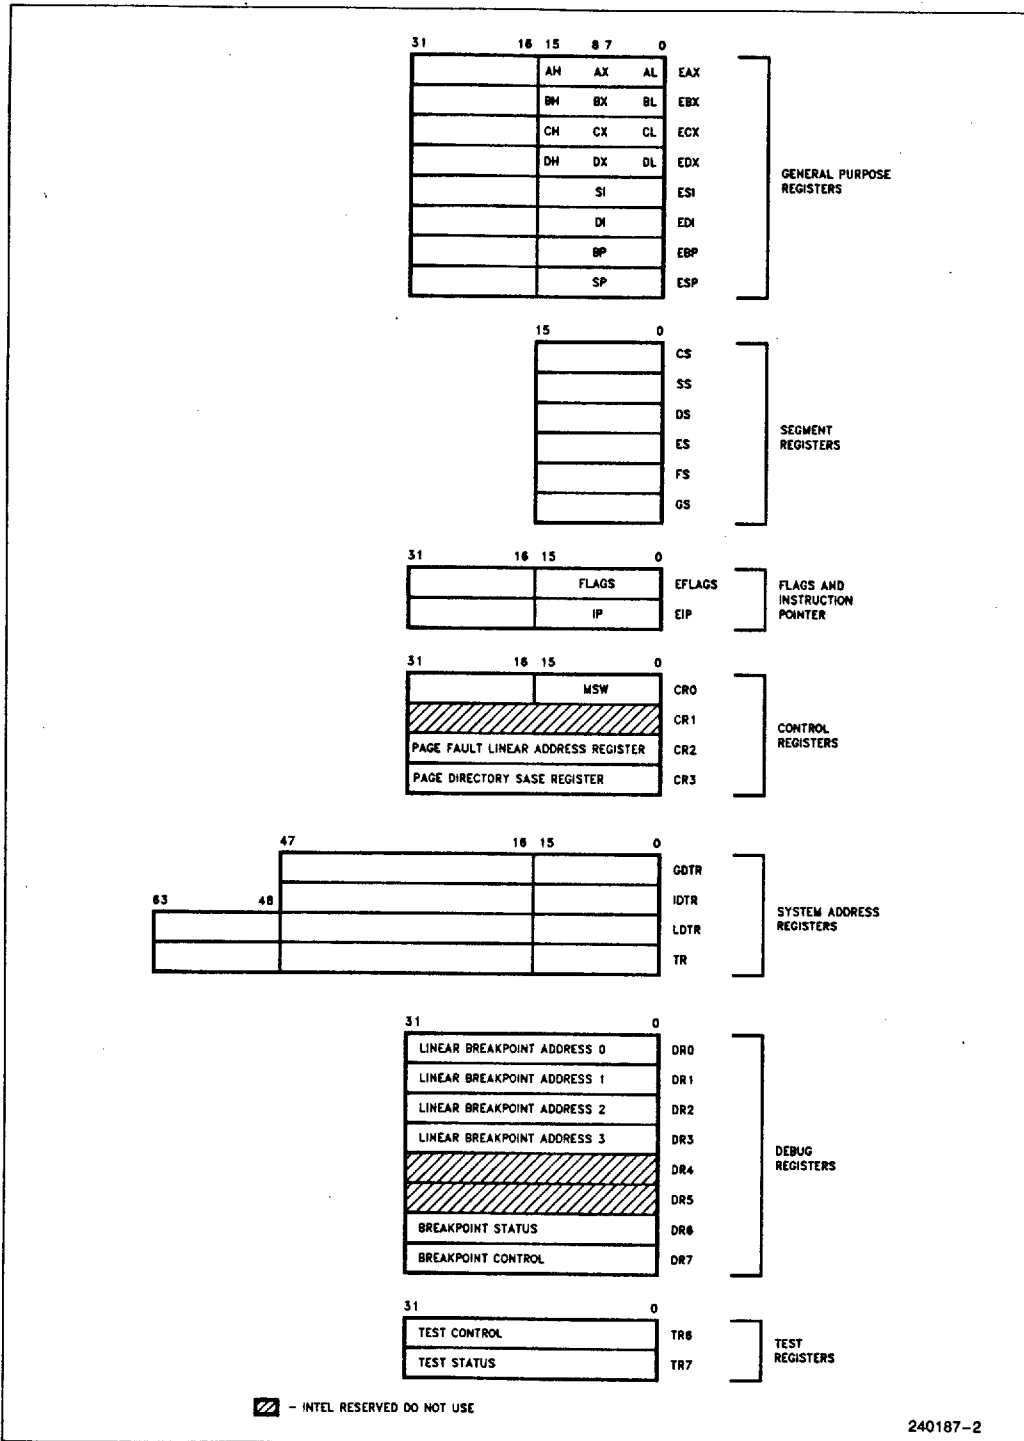 31 16 15 8 7 0
AH AX AL EAX
BH BX BL EBX
CH CX CL ECX
DH DX DL EDX
SI ESI
DI EDI
BP EBP
SP ESP
GENERAL PURPOSE
REGISTERS
15 0
CS
SS
DS
ES
FS
GS
SEGMENT
REGISTERS
31 16 15 0
FLAGS EFLAGS
IP EIP
FLAGS AND
INSTRUCTION
POINTER
31 16 15 0
MSW CR0
CR1
PAGE FAULT LINEAR ADDRESS REGISTER CR2
PAGE DIRECTORY SASE REGISTER CR3
CONTROL
REGISTERS
47 16 15 0
GDTR
IDTR
63 48
LDTR
TR
SYSTEM ADDRESS
REGISTERS
31 0
LINEAR BREAKPOINT ADDRESS 0 DR0
LINEAR BREAKPOINT ADDRESS 1 DR1
LINEAR BREAKPOINT ADDRESS 2 DR2
LINEAR BREAKPOINT ADDRESS 3 DR3
DR4
DR5
BREAKPOINT STATUS DR6
BREAKPOINT CONTROL DR7
DEBUG
REGISTERS
31 0
TEST CONTROL TR6
TEST STATUS TR7
TEST
REGISTERS
- INTEL RESERVED DO NOT USE
240187-2